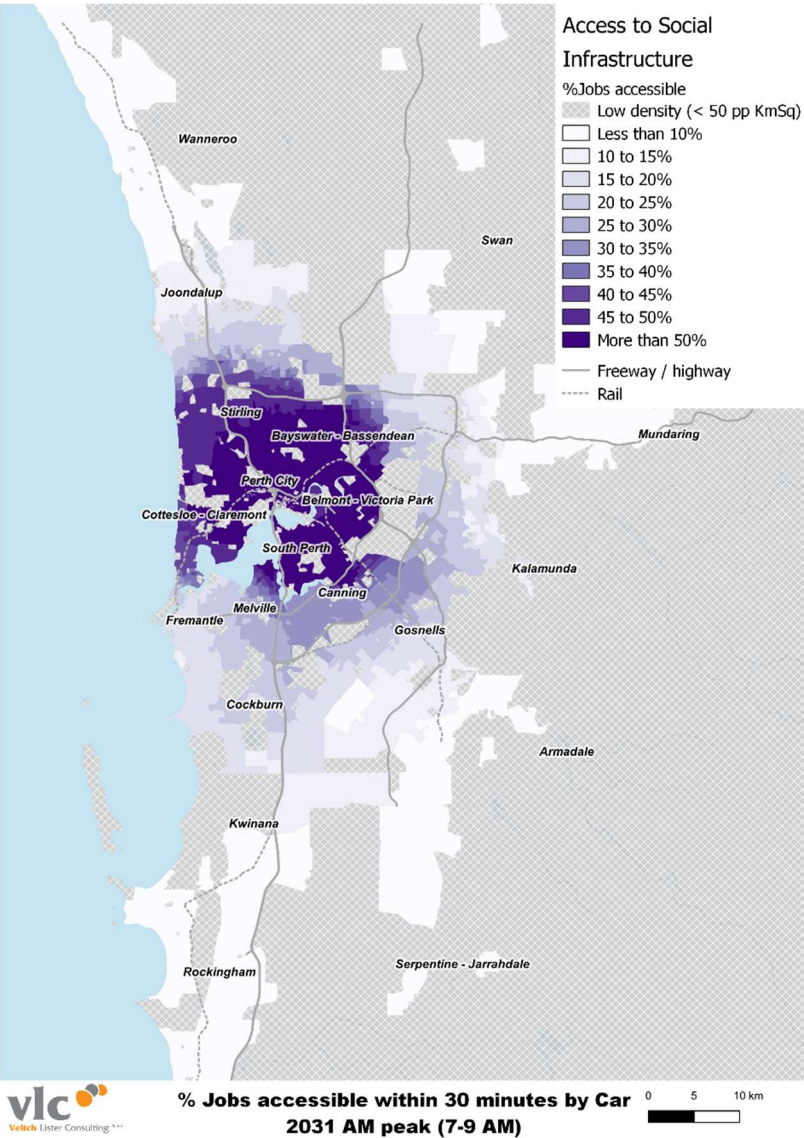 Access to Social
Infrastructure
%Jobs accessible
Low density (< 50 pp KmSq)
Less than 10%
10 to 15%
15 to 20%
20 to 25%
25 to 30%
30 to 35%
35 to 40%
40 to 45%
45 to 50%
More than 50%
Freeway / highway
Rail
Wanneroo
Swan
Joondalup
Stirling
Bayswater - Bassendean
Mundaring
Perth City
Belmont - Victoria Park
Cottesloe - Claremont
South Perth
Kalamunda
Canning
Melville
Fremantle
Gosnells
Cockburn
Armadale
Kwinana
Serpentine - Jarrahdale
Rockingham
vlc
Veitch Lister Consulting
% Jobs accessible within 30 minutes by Car
2031 AM peak (7-9 AM)
0 5 10 km